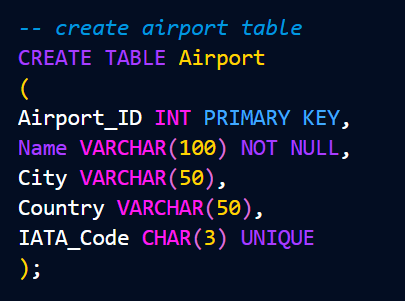 -- create airport table
CREATE TABLE Airport
(
Airport_ID INT PRIMARY KEY,
Name VARCHAR(100) NOT NULL,
City VARCHAR(50),
Country VARCHAR(50),
IATA_Code CHAR(3) UNIQUE
);